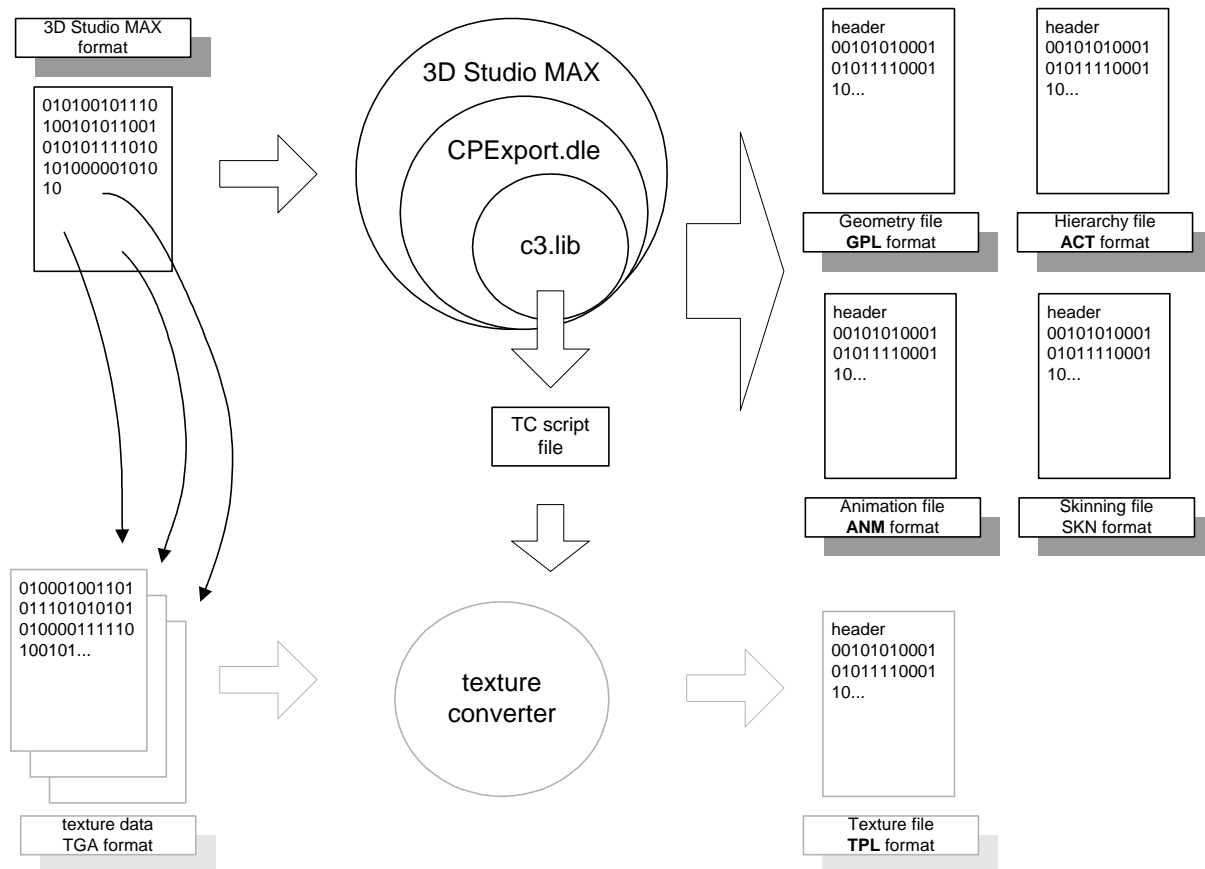 3D Studio MAX
format
010100101110
100101011001
010101111010
101000001010
10
3D Studio MAX
CPExport.dle
c3.lib
header
00101010001
01011110001
10...
Geometry file
GPL format
header
00101010001
01011110001
10...
Hierarchy file
ACT format
header
00101010001
01011110001
10...
Animation file
ANM format
header
00101010001
01011110001
10...
Skinning file
SKN format
TC script
file
010001001101
011101010101
010000111110
100101...
texture data
TGA format
texture
converter
header
00101010001
01011110001
10...
Texture file
TPL format